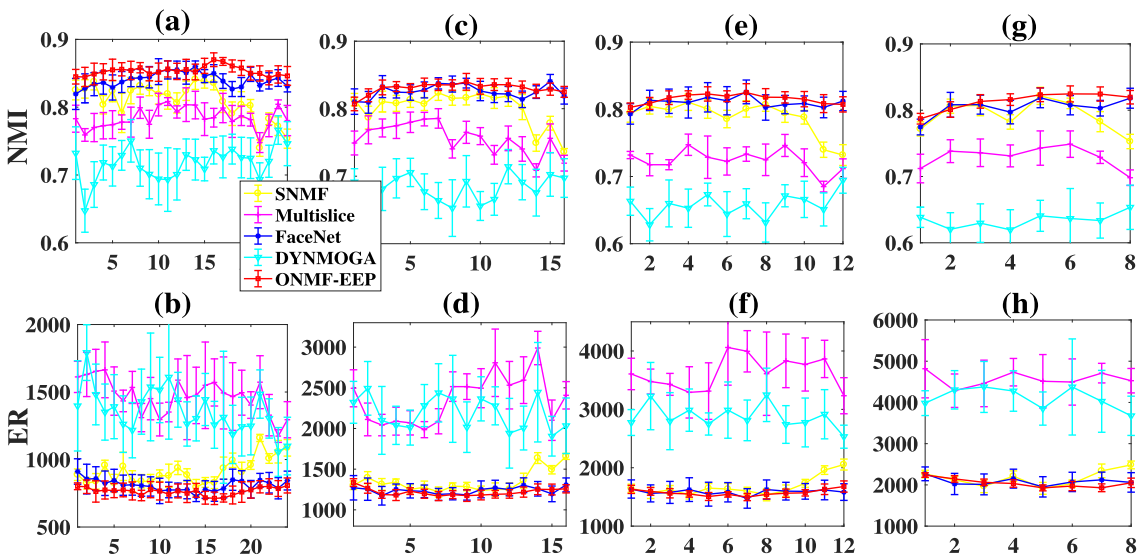 (a) (c) (e) (g)
NMI
0.9 0.9 0.9 0.9
0.8 0.8 0.8 0.8
0.7 0.7 0.7 0.7
0.6 0.6 0.6 0.6
5 10 15 5 10 15 2 4 6 8 10 12 2 4 6 8
SNMF
Multislice
FaceNet
DYNMOGA
ONMF-EEP
(b) (d) (f) (h)
ER
2000 3000 4000 6000
1500 2500 3000 5000
1000 2000 2000 4000
500 1500 1000 3000
1000 2000
1000
5 10 15 20 5 10 15 2 4 6 8 10 12 2 4 6 8